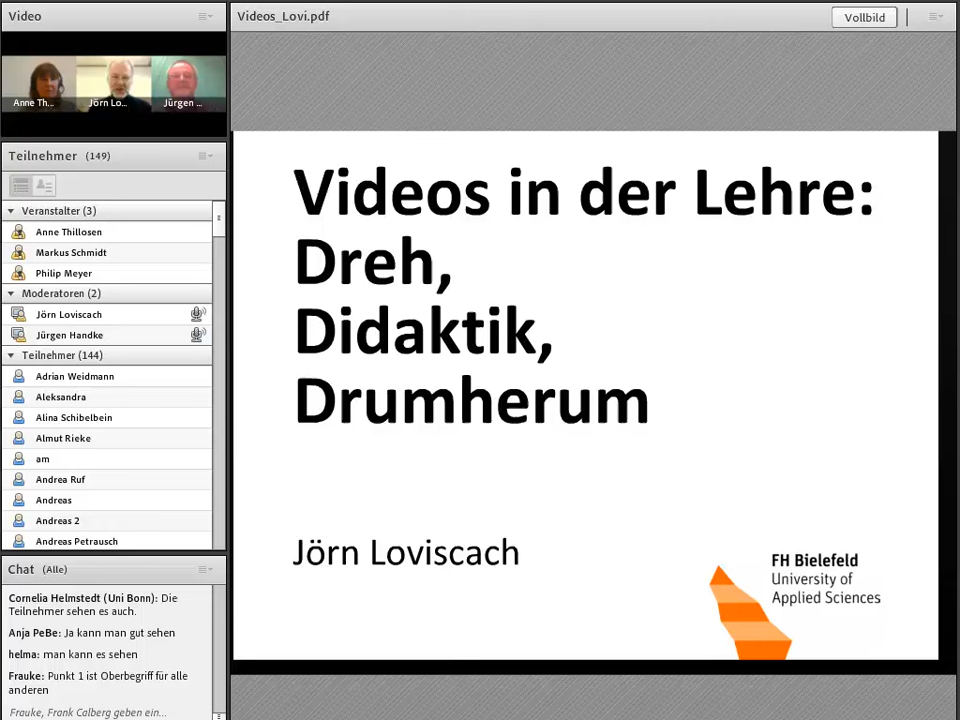 Video
Anne Th...
Jörn Lo...
Jürgen ...
Teilnehmer (149)
Veranstalter (3)
Anne Thillosen
Markus Schmidt
Philip Meyer
Moderatoren (2)
Jörn Loviscach
Jürgen Handke
Teilnehmer (144)
Adrian Weidmann
Aleksandra
Alina Schibelbein
Almut Rieke
am
Andrea Ruf
Andreas
Andreas 2
Andreas Petrausch
Chat (Alle)
Cornelia Helmstedt (Uni Bonn): Die
Teilnehmer sehen es auch.
Anja PeBe: Ja kann man gut sehen
helma: man kann es sehen
Frauke: Punkt 1 ist Oberbegriff für alle
anderen
Frauke, Frank Calberg geben ein...
Videos_Lovi.pdf
Vollbild
Videos in der Lehre:
Dreh,
Didaktik,
Drumherum
Jörn Loviscach
FH Bielefeld
University of
Applied Sciences